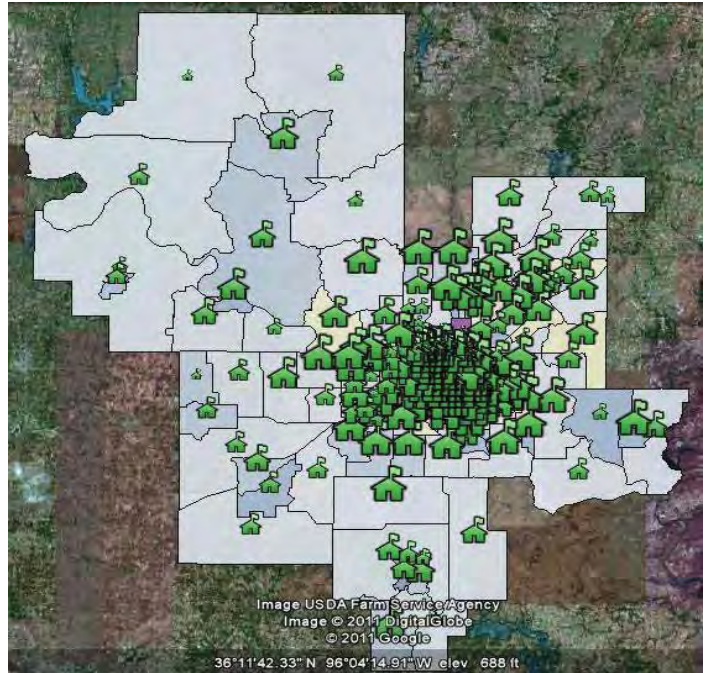 Image USDA Farm Service Agency
Image © 2011 DigitalGlobe
© 2011 Google
36°11'42.33" N 96°04'14.91" W elev 688 ft